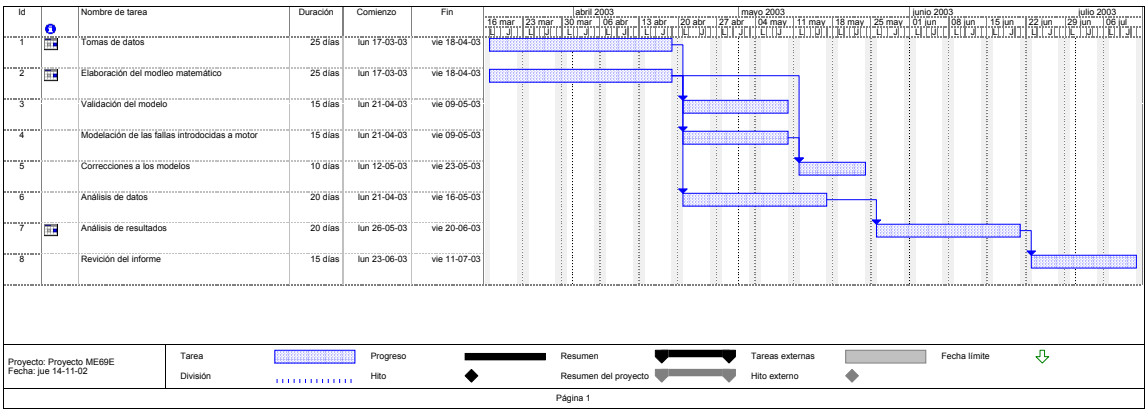 Id Nombre de tarea Duración Comienzo Fin
abril 2003 mayo 2003 junio 2003 julio 2003
16 mar 23 mar 30 mar 06 abr 13 abr 20 abr 27 abr 04 may 11 may 18 may 25 may 01 jun 08 jun 15 jun 22 jun 29 jun 06 jul
L J L J L J L J L J L J L J L J L J L J L J L J L J L J L J L J L J
1 Tomas de datos 25 días lun 17-03-03 vie 18-04-03
2 Elaboración del modleo matemático 25 días lun 17-03-03 vie 18-04-03
3 Validación del modelo 15 días lun 21-04-03 vie 09-05-03
4 Modelación de las fallas introdocidas a motor 15 días lun 21-04-03 vie 09-05-03
5 Correcciones a los modelos 10 días lun 12-05-03 vie 23-05-03
6 Análisis de datos 20 días lun 21-04-03 vie 16-05-03
7 Análisis de resultados 20 días lun 26-05-03 vie 20-06-03
8 Revición del informe 15 días lun 23-06-03 vie 11-07-03
Proyecto: Proyecto ME69E
Fecha: jue 14-11-02
Tarea Progreso Resumen Tareas externas Fecha límite
División Hito Resumen del proyecto Hito externo
Página 1